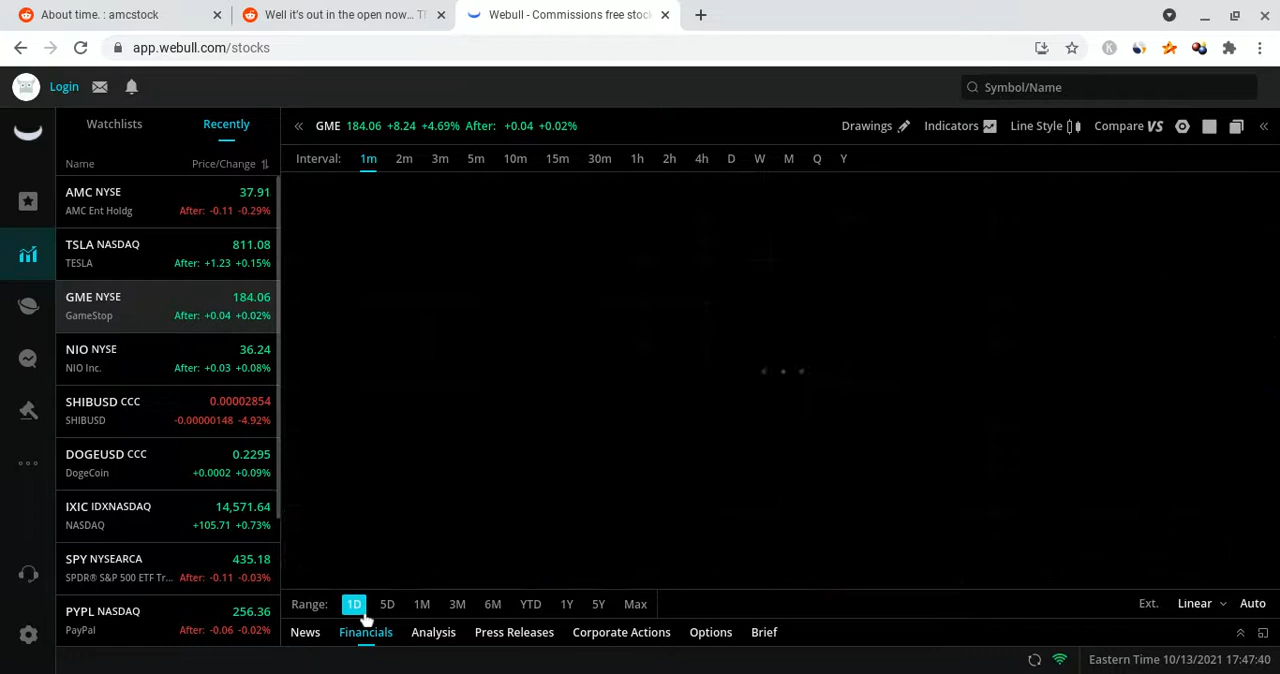 About time. : amcstock
Well it's out in the open now...
Webull - Commissions free stoc
app.webull.com/stocks
Login
Symbol/Name
Watchlists
Recently
GME 184.06 +8.24 +4.69% After: +0.04 +0.02%
Drawings
Indicators
Line Style
Compare VS
Name
Price/Change
Interval: 1m 2m 3m 5m 10m 15m 30m 1h 2h 4h D W M Q Y
AMC NYSE 37.91
AMC Ent Holdg After: -0.11 -0.29%
TSLA NASDAQ 811.08
TESLA After: +1.23 +0.15%
GME NYSE 184.06
GameStop After: +0.04 +0.02%
NIO NYSE 36.24
NIO Inc. After: +0.03 +0.08%
SHIBUSD CCC 0.00002854
SHIBUSD -0.00000148 -4.92%
DOGEUSD CCC 0.2295
DogeCoin +0.0002 +0.09%
IXIC IDXNASDAQ 14,571.64
NASDAQ +105.71 +0.73%
SPY NYSEARCA 435.18
SPDR® S&P 500 ETF Tr... After: -0.11 -0.03%
PYPL NASDAQ 256.36
PayPal After: -0.06 -0.02%
Range: 1D 5D 1M 3M 6M YTD 1Y 5Y Max
Ext. Linear Auto
News Financials Analysis Press Releases Corporate Actions Options Brief
Eastern Time 10/13/2021 17:47:40